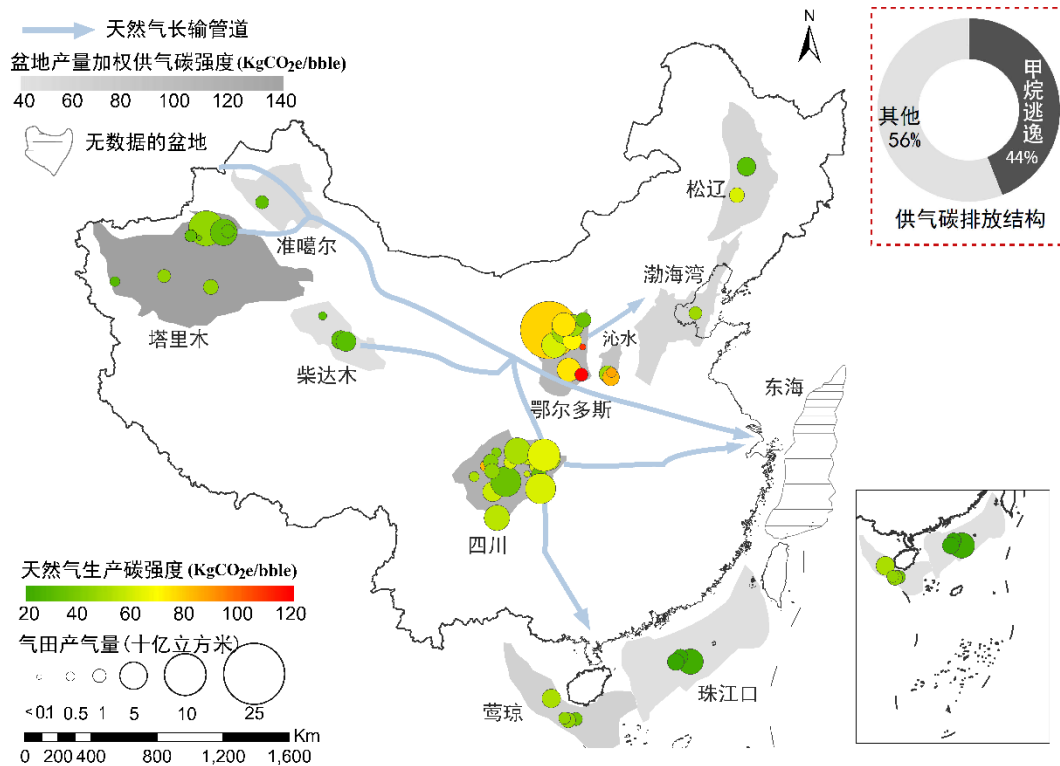 天然气长输管道
盆地产量加权供气碳强度(KgCO₂e/bble)
40 60 80 100 120 140
无数据的盆地
N
甲烷逃逸
44%
其他
56%
供气碳排放结构
松辽
准噶尔
渤海湾
塔里木
柴达木
沁水
鄂尔多斯
东海
四川
珠江口
莺琼
天然气生产碳强度(KgCO₂e/bble)
20 40 60 80 100 120
气田产气量(十亿立方米)
<0.1 0.5 1 5 10 25
Km
0 200 400 800 1,200 1,600